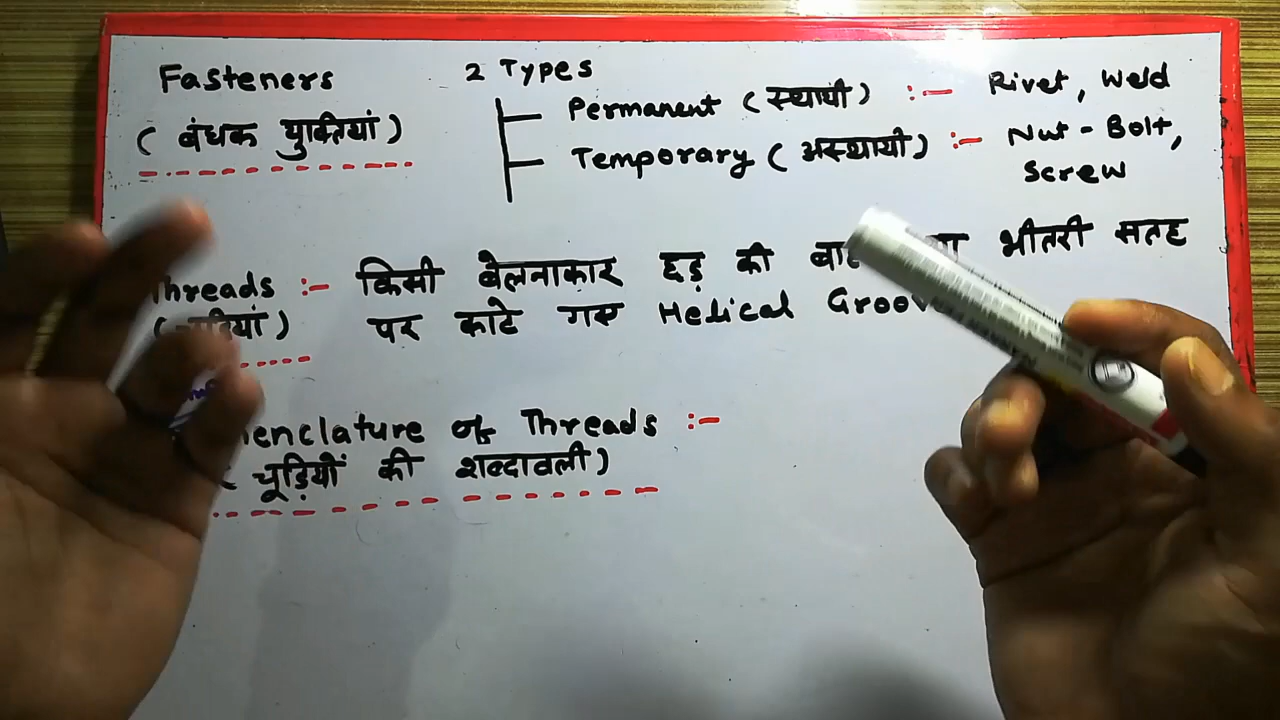 Fasteners
(बंधक युक्तियां)
2 Types
Permanent (स्थायी) :- Rivet, Weld
Temporary (अस्थायी) :- Nut-Bolt,
Screw
Threads :- किसी बेलनाकार छड़ की भीतरी सतह
पर काटे गए Helical
of Threads :-
चूड़ियों की शब्दावली)